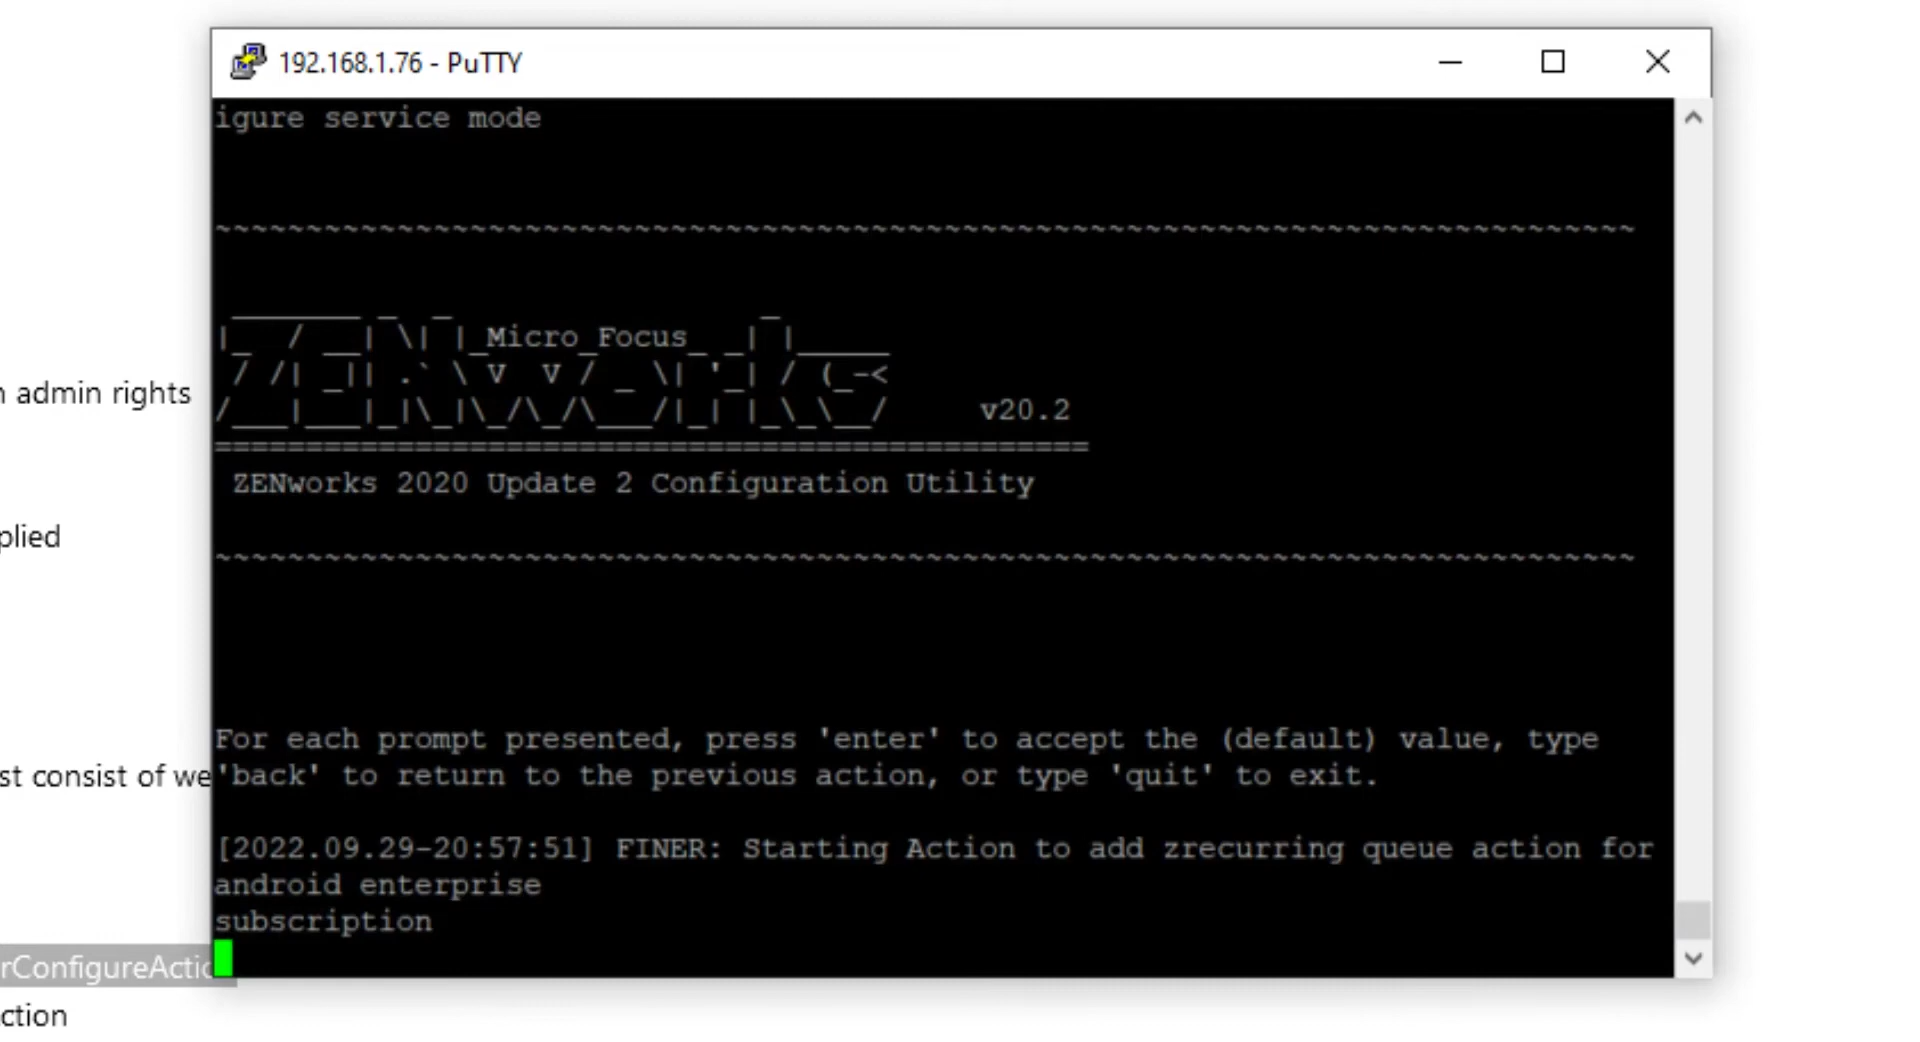 192.168.1.76 - PuTTY
igure service mode
~~~~~~~~~~~~~~~~~~~~~~~~~~~~~~~~~~~~~~~~~~~~~~~~~~~~~~~~~~~~~~~~~~~~~~~~~~~~~~
Micro Focus
ZENworks
v20.2
================================================
ZENworks 2020 Update 2 Configuration Utility
~~~~~~~~~~~~~~~~~~~~~~~~~~~~~~~~~~~~~~~~~~~~~~~~~~~~~~~~~~~~~~~~~~~~~~~~~~~~~~
For each prompt presented, press 'enter' to accept the (default) value, type
'back' to return to the previous action, or type 'quit' to exit.
[2022.09.29-20:57:51] FINER: Starting Action to add zrecurring queue action for
android enterprise
subscription
admin rights
plied
st consist of we
rConfigureActio
ction